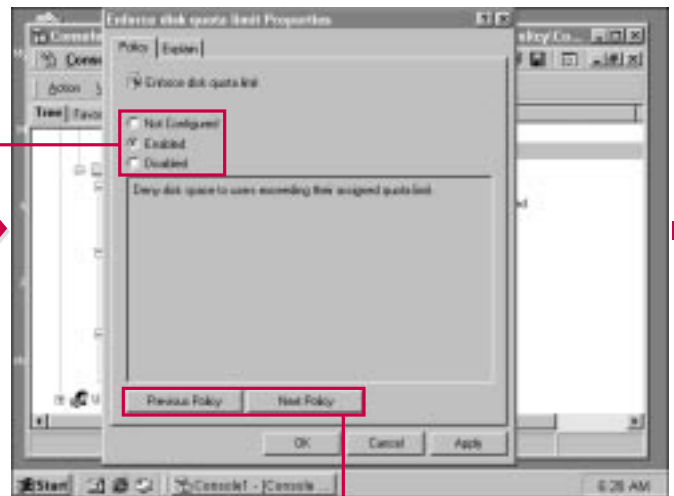 Enforce disk quota limit Properties
Policy
Explain
Enforce disk quota limit
Not Configured
Enabled
Disabled
Deny disk space to users exceeding their assigned quota limit.
Previous Policy
Next Policy
OK
Cancel
Apply
Action
Tree
Start
Console1 - [Console...
6:28 AM